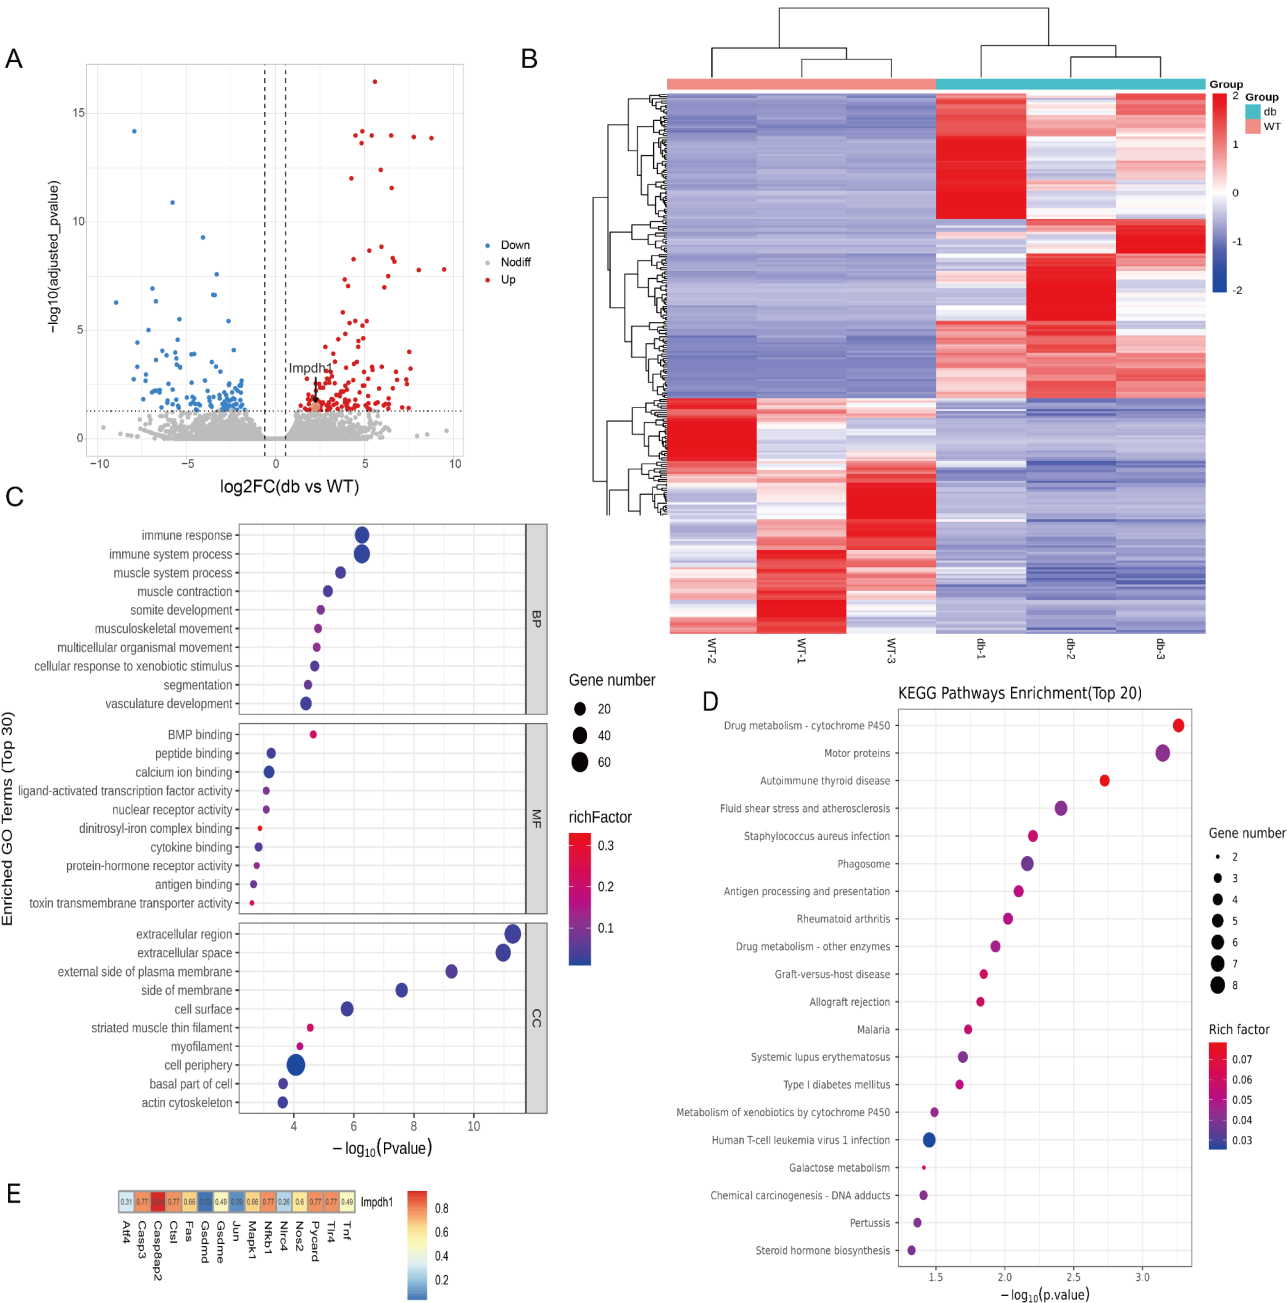 A
15
10
5
0
−10
−5
0
5
10
−log10(adjusted_pvalue)
log2FC(db vs WT)
Impdh1
Down
Nodiff
Up
B
Group
2
1
0
-1
-2
Group
db
WT
WT-2
WT-1
WT-3
db-1
db-2
db-3
C
Enriched GO Terms (Top 30)
immune response
immune system process
muscle system process
muscle contraction
somite development
musculoskeletal movement
multicellular organismal movement
cellular response to xenobiotic stimulus
segmentation
vasculature development
BP
BMP binding
peptide binding
calcium ion binding
ligand-activated transcription factor activity
nuclear receptor activity
dinitrosyl-iron complex binding
cytokine binding
protein-hormone receptor activity
antigen binding
toxin transmembrane transporter activity
MF
extracellular region
extracellular space
external side of plasma membrane
side of membrane
cell surface
striated muscle thin filament
myofilament
cell periphery
basal part of cell
actin cytoskeleton
CC
4
6
8
10
−log10(Pvalue)
Gene number
20
40
60
richFactor
0.3
0.2
0.1
D
KEGG Pathways Enrichment(Top 20)
Drug metabolism - cytochrome P450
Motor proteins
Autoimmune thyroid disease
Fluid shear stress and atherosclerosis
Staphylococcus aureus infection
Phagosome
Antigen processing and presentation
Rheumatoid arthritis
Drug metabolism - other enzymes
Graft-versus-host disease
Allograft rejection
Malaria
Systemic lupus erythematosus
Type I diabetes mellitus
Metabolism of xenobiotics by cytochrome P450
Human T-cell leukemia virus 1 infection
Galactose metabolism
Chemical carcinogenesis - DNA adducts
Pertussis
Steroid hormone biosynthesis
1.5
2.0
2.5
3.0
−log10(p.value)
Gene number
2
3
4
5
6
7
8
Rich factor
0.07
0.06
0.05
0.04
0.03
E
0.31 0.77 0.77 0.66 0.49 0.09 0.66 0.77 0.26 0.6 0.77 0.77 0.49
Impdh1
Atf4
Casp3
Casp8ap2
Ctsl
Fas
Gsdmd
Gsdme
Jun
Mapk1
Nfkb1
Nlrc4
Nos2
Pycard
Tlr4
Tnf
0.8
0.6
0.4
0.2